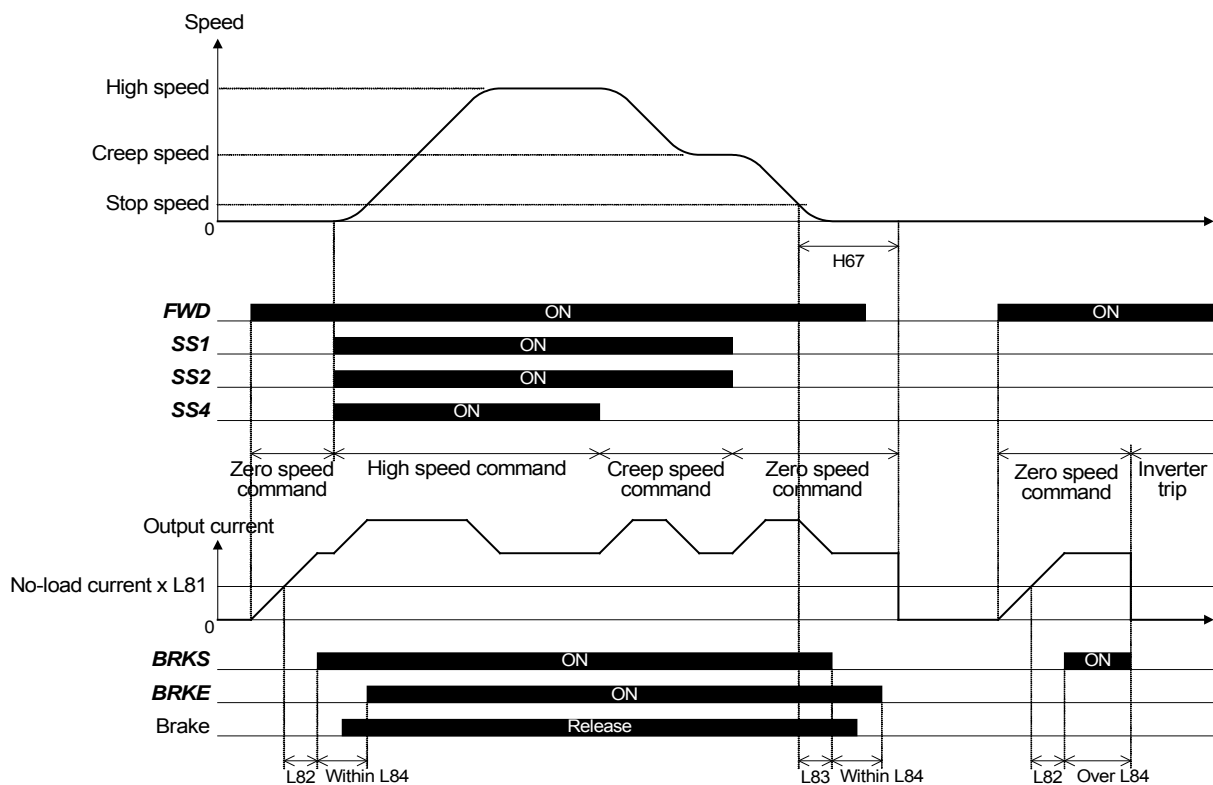 Speed
High speed
Creep speed
Stop speed
0
H67
FWD ON ON
SS1 ON
SS2 ON
SS4 ON
Zero speed command
High speed command
Creep speed command
Zero speed command
Zero speed command
Inverter trip
Output current
No-load current x L81
0
BRKS ON ON
BRKE ON
Brake Release
L82 Within L84 L83 Within L84 L82 Over L84